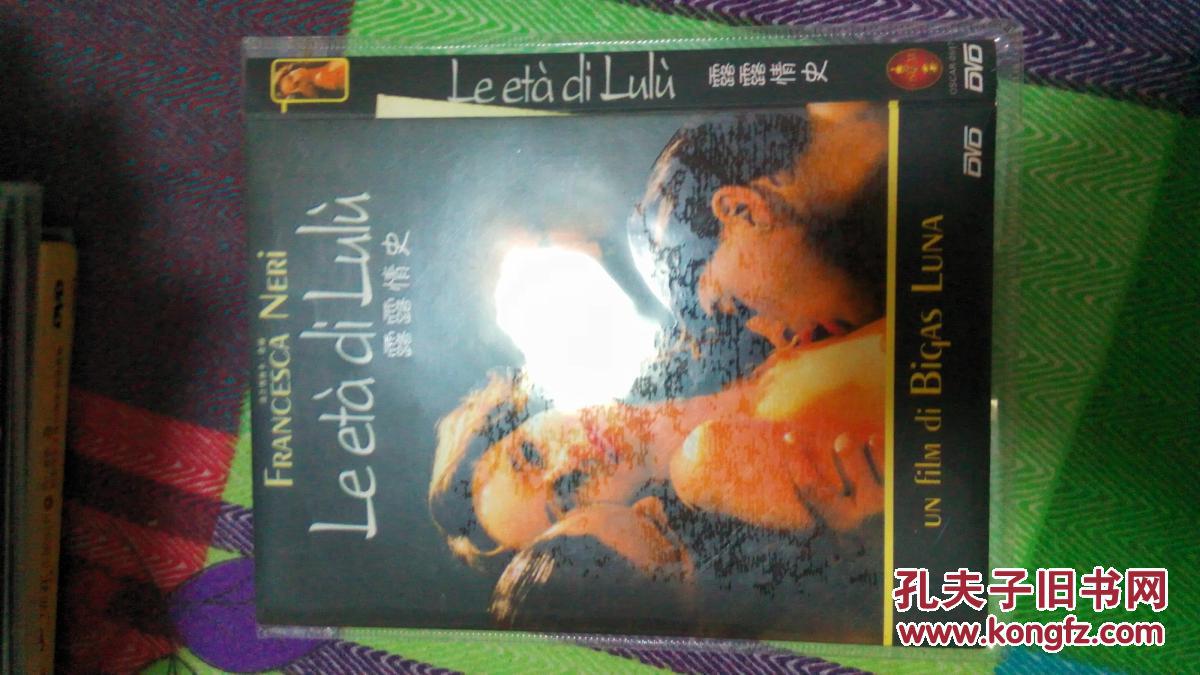 Le età di Lulù 露露情史
DVD
DVD
FRANCESCA NERI
Le età di Lulù
露露情史
UN film di BIGAS LUNA
孔夫子旧书网
www.kongfz.com